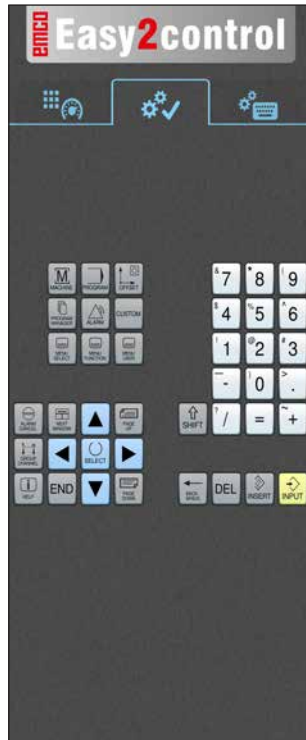 emco
Easy2control
M
MACHINE
PROGRAM
OFFSET
PROGRAM
MANAGER
ALARM
CUSTOM
MENU
SELECT
MENU
FUNCTION
MENU
USER
& 7
* 8
( 9
$ 4
% 5
^ 6
! 1
@ 2
# 3
_ -
) 0
> .
? /
=
~ +
ALARM
CANCEL
NEXT
WINDOW
PAGE
UP
SHIFT
GROUP
CHANNEL
SELECT
i
HELP
END
PAGE
DOWN
BACK
SPACE
DEL
INSERT
INPUT